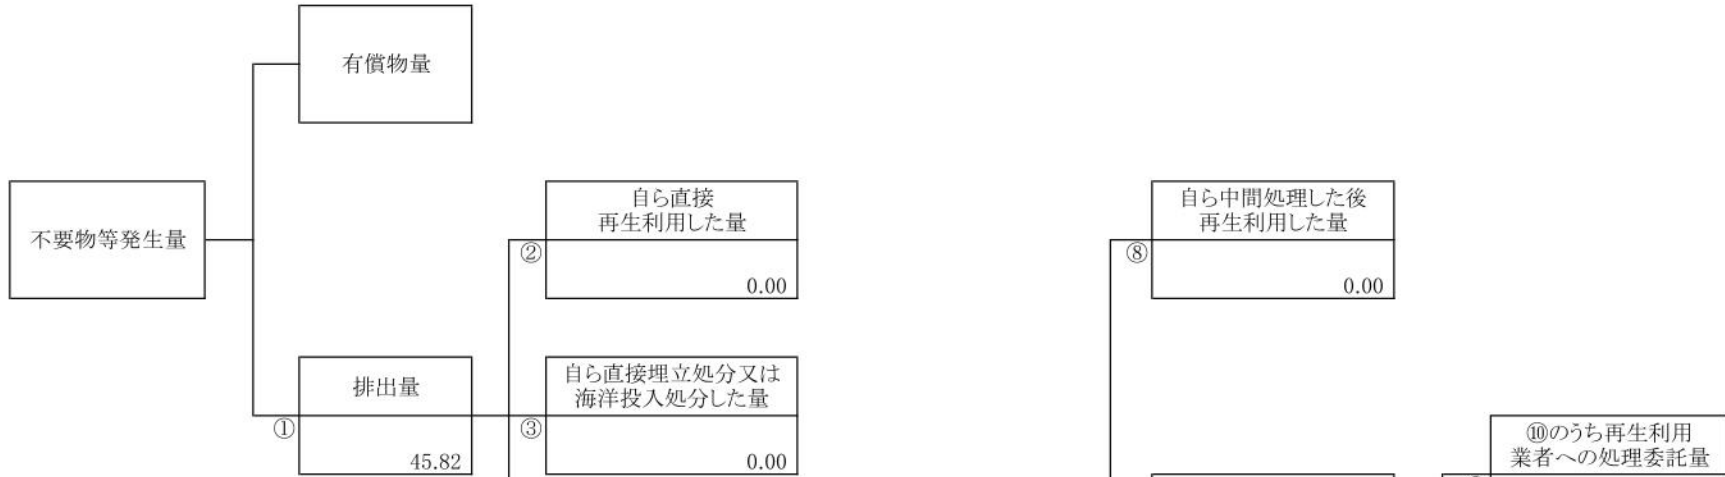 有償物量
不要物等発生量
自ら直接
再生利用した量
②
0.00
自ら中間処理した後
再生利用した量
⑧
0.00
排出量
①
45.82
自ら直接埋立処分又は
海洋投入処分した量
③
0.00
⑩のうち再生利用
業者への処理委託量